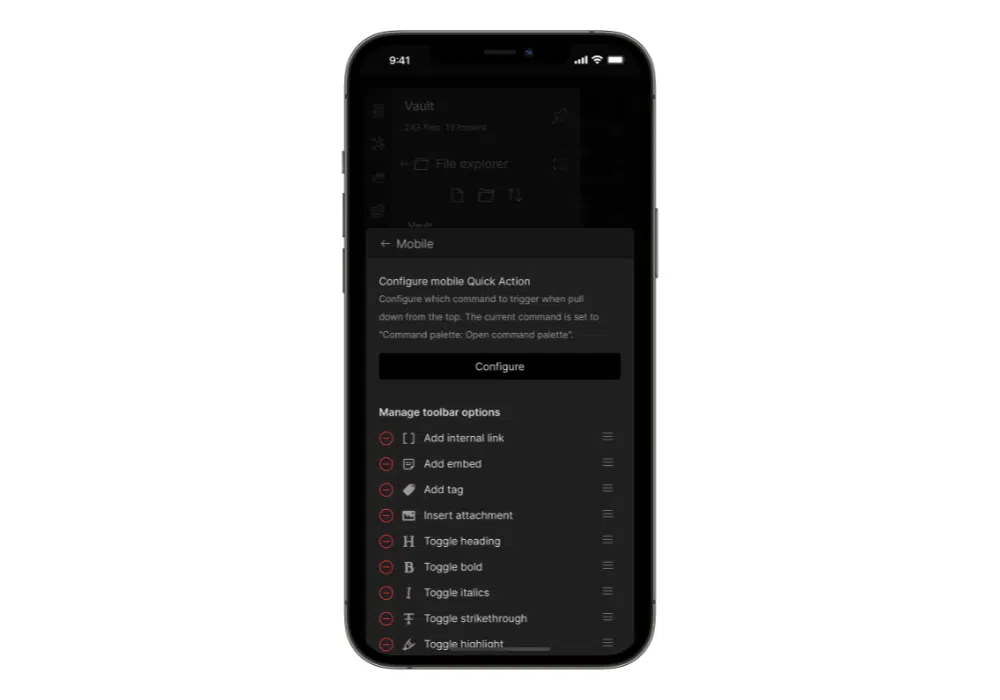 9:41
Vault
249 files, 19 folders
File explorer
Vault
Mobile
Configure mobile Quick Action
Configure which command to trigger when pull
down from the top. The current command is set to
"Command palette: Open command palette".
Configure
Manage toolbar options
Add internal link
Add embed
Add tag
Insert attachment
H Toggle heading
B Toggle bold
I Toggle italics
Toggle strikethrough
Toggle highlight